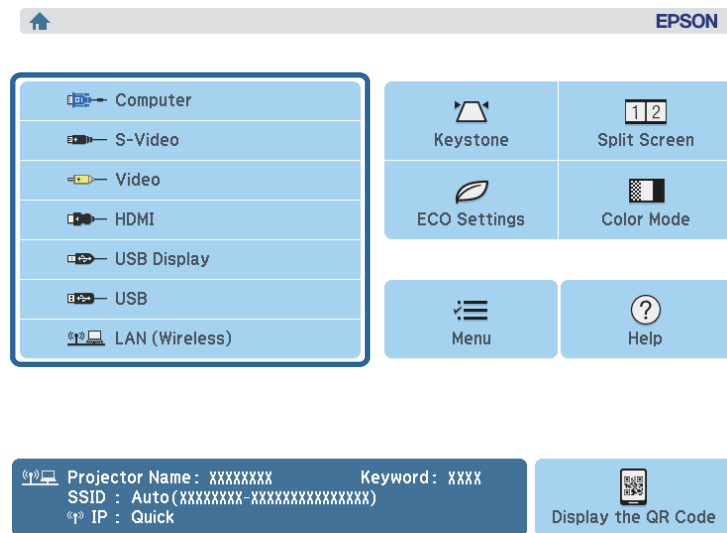 EPSON
Computer
S-Video
Video
HDMI
USB Display
USB
LAN (Wireless)
Keystone
1 2
Split Screen
ECO Settings
Color Mode
Menu
?
Help
Projector Name : XXXXXXXX Keyword : XXXX
SSID : Auto(XXXXXXXX-XXXXXXXXXXXXXXX)
IP : Quick
Display the QR Code